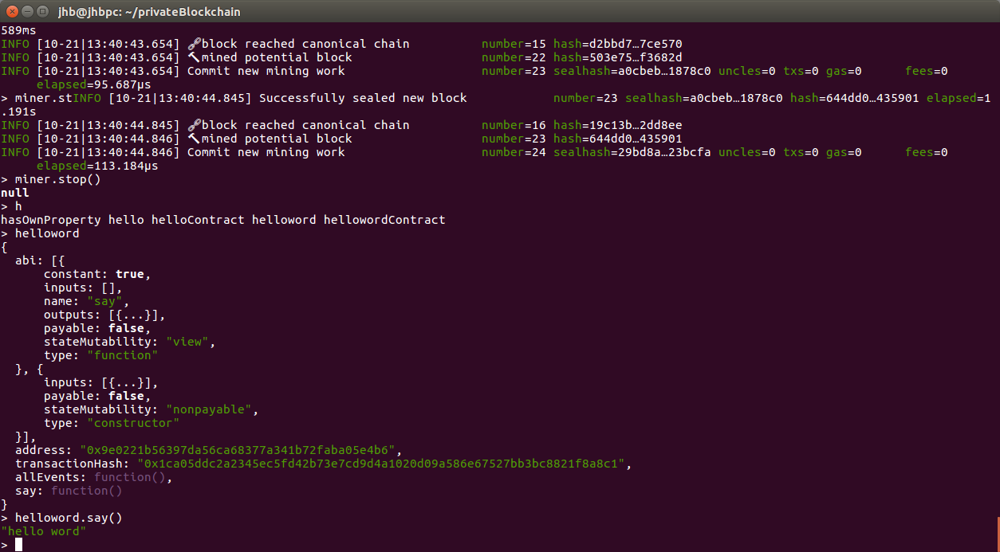 jhb@jhbpc: ~/privateBlockchain
589ms
INFO [10-21|13:40:43.654] 🔗block reached canonical chain number=15 hash=d2bbd7…7ce570
INFO [10-21|13:40:43.654] 🔨mined potential block number=22 hash=503e75…f3682d
INFO [10-21|13:40:43.654] Commit new mining work number=23 sealhash=a0cbeb…1878c0 uncles=0 txs=0 gas=0 fees=0
elapsed=95.687µs
> miner.stINFO [10-21|13:40:44.845] Successfully sealed new block number=23 sealhash=a0cbeb…1878c0 hash=644dd0…435901 elapsed=1
.191s
INFO [10-21|13:40:44.845] 🔗block reached canonical chain number=16 hash=19c13b…2dd8ee
INFO [10-21|13:40:44.846] 🔨mined potential block number=23 hash=644dd0…435901
INFO [10-21|13:40:44.846] Commit new mining work number=24 sealhash=29bd8a…23bcfa uncles=0 txs=0 gas=0 fees=0
elapsed=113.184µs
> miner.stop()
null
> h
hasOwnProperty hello helloContract helloword hellowordContract
> helloword
{
abi: [{
constant: true,
inputs: [],
name: "say",
outputs: [{...}],
payable: false,
stateMutability: "view",
type: "function"
}, {
inputs: [{...}],
payable: false,
stateMutability: "nonpayable",
type: "constructor"
}],
address: "0x9e0221b56397da56ca68377a341b72faba05e4b6",
transactionHash: "0x1ca05ddc2a2345ec5fd42b73e7cd9d4a1020d09a586e67527bb3bc8821f8a8c1",
allEvents: function(),
say: function()
}
> helloword.say()
"hello word"
>